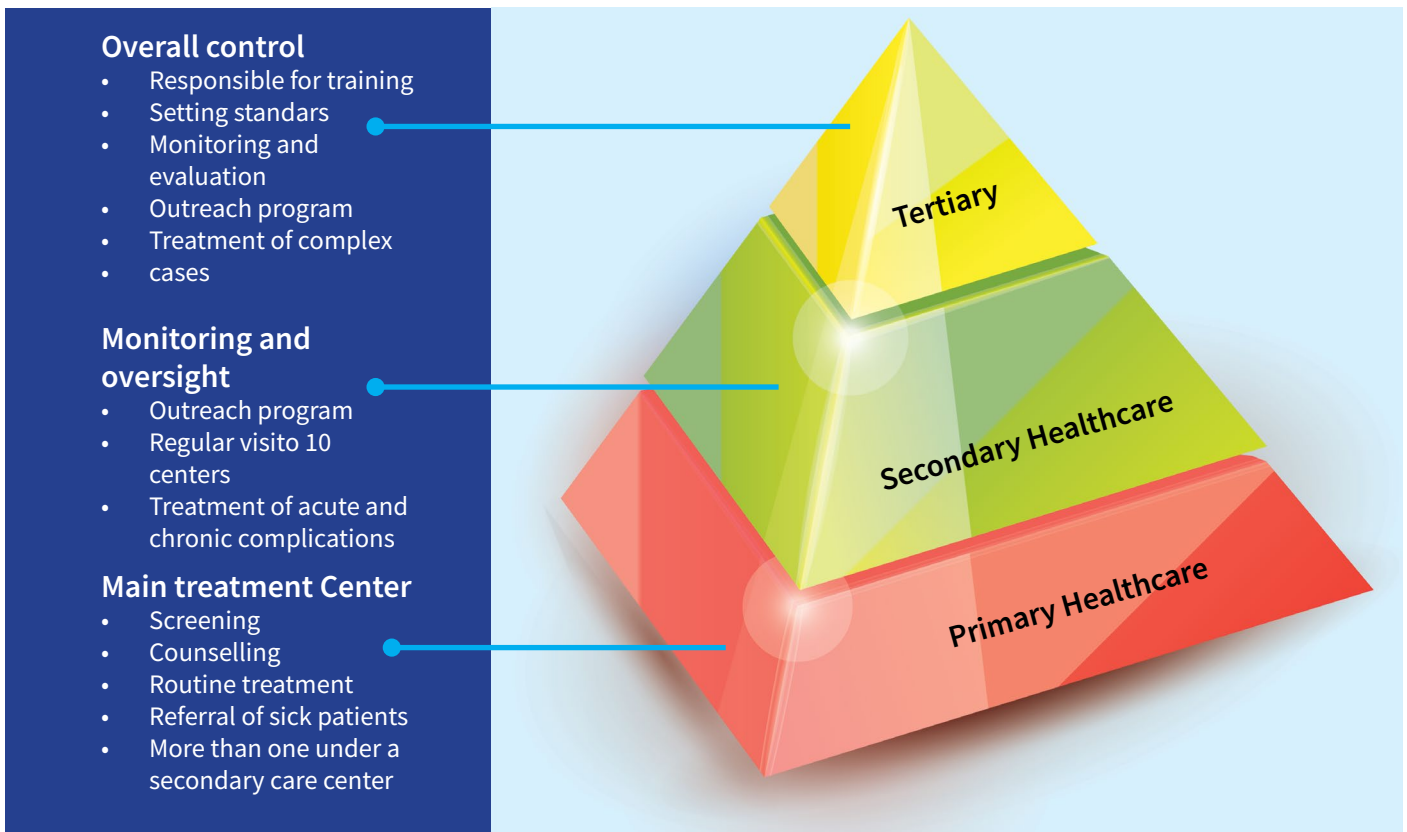 Overall control
• Responsible for training
• Setting standars
• Monitoring and
evaluation
• Outreach program
• Treatment of complex
• cases
Monitoring and
oversight
• Outreach program
• Regular visito 10
centers
• Treatment of acute and
chronic complications
Main treatment Center
• Screening
• Counselling
• Routine treatment
• Referral of sick patients
• More than one under a
secondary care center
Tertiary
Secondary Healthcare
Primary Healthcare